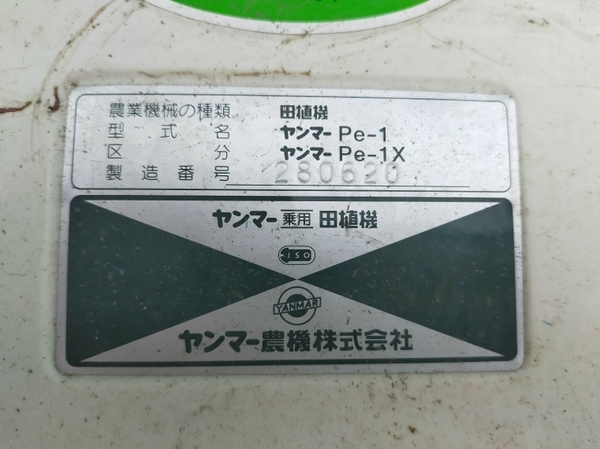 農業機械の種類 田植機
型式名 ヤンマー Pe-1
区分 ヤンマー Pe-1X
製造番号 280620
ヤンマー 乗用 田植機
ISO
YANMAR
ヤンマー農機株式会社